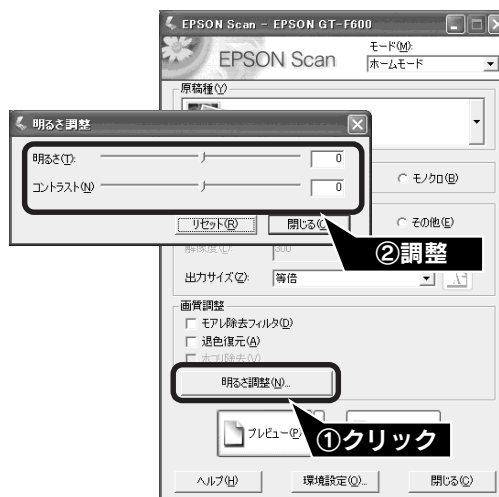 EPSON Scan - EPSON GT-F600
EPSON Scan
モード(M):
ホームモード
原稿種(Y)
明るさ調整
明るさ(T):
0
コントラスト(N)
0
リセット(R)
閉じる(C)
モノクロ(B)
その他(E)
②調整
解像度(U):
300
出力サイズ(Z):
等倍
画質調整
モアレ除去フィルタ(D)
退色復元(A)
ホコリ除去(V)
明るさ調整(N)...
プレビュー(P)
①クリック
ヘルプ(H)
環境設定(O)...
閉じる(C)